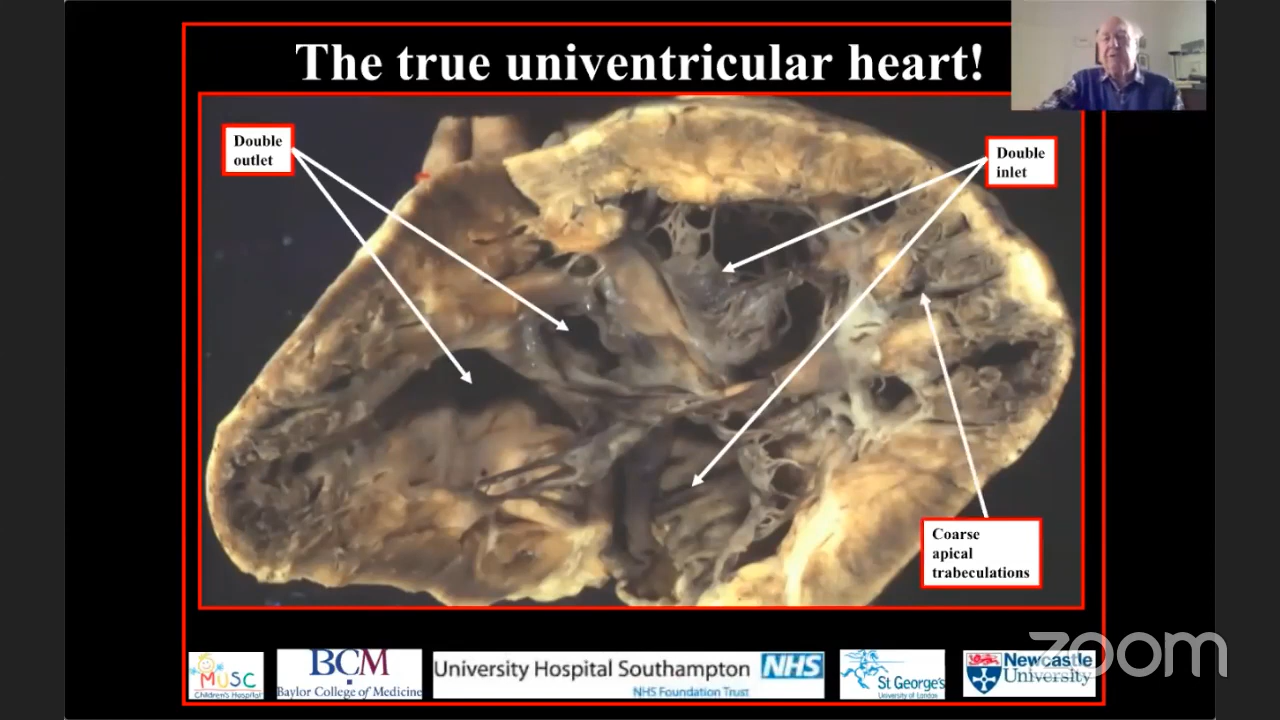 The true univentricular heart!
Double
outlet
Double
inlet
Coarse
apical
trabeculations
MUSC
Children's Hospital
BCM
Baylor College of Medicine
University Hospital Southampton
NHS
NHS Foundation Trust
St George's
University of London
Newcastle
University
zoom